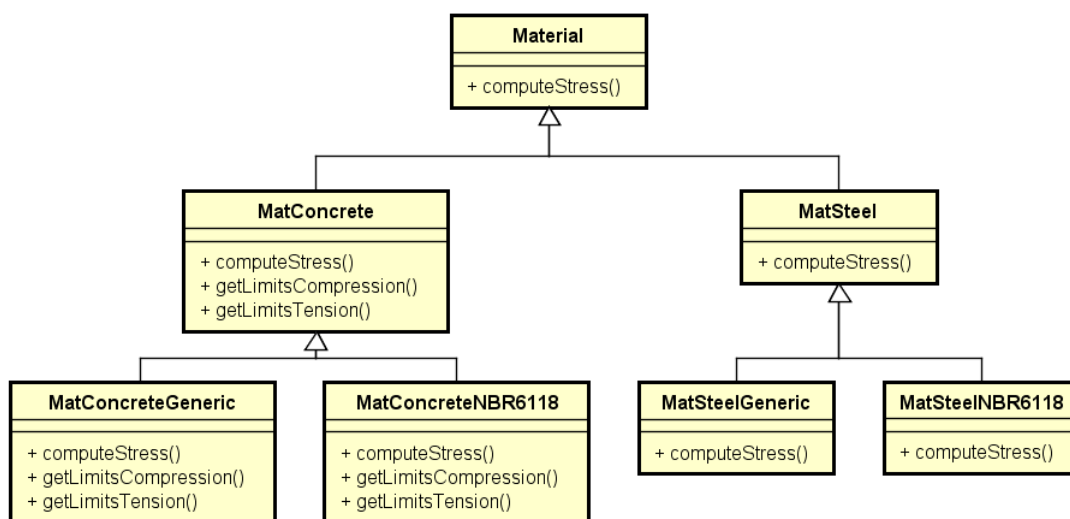 Material
+ computeStress()
MatConcrete
+ computeStress()
+ getLimitsCompression()
+ getLimitsTension()
MatSteel
+ computeStress()
MatConcreteGeneric
+ computeStress()
+ getLimitsCompression()
+ getLimitsTension()
MatConcreteNBR6118
+ computeStress()
+ getLimitsCompression()
+ getLimitsTension()
MatSteelGeneric
+ computeStress()
MatSteelNBR6118
+ computeStress()